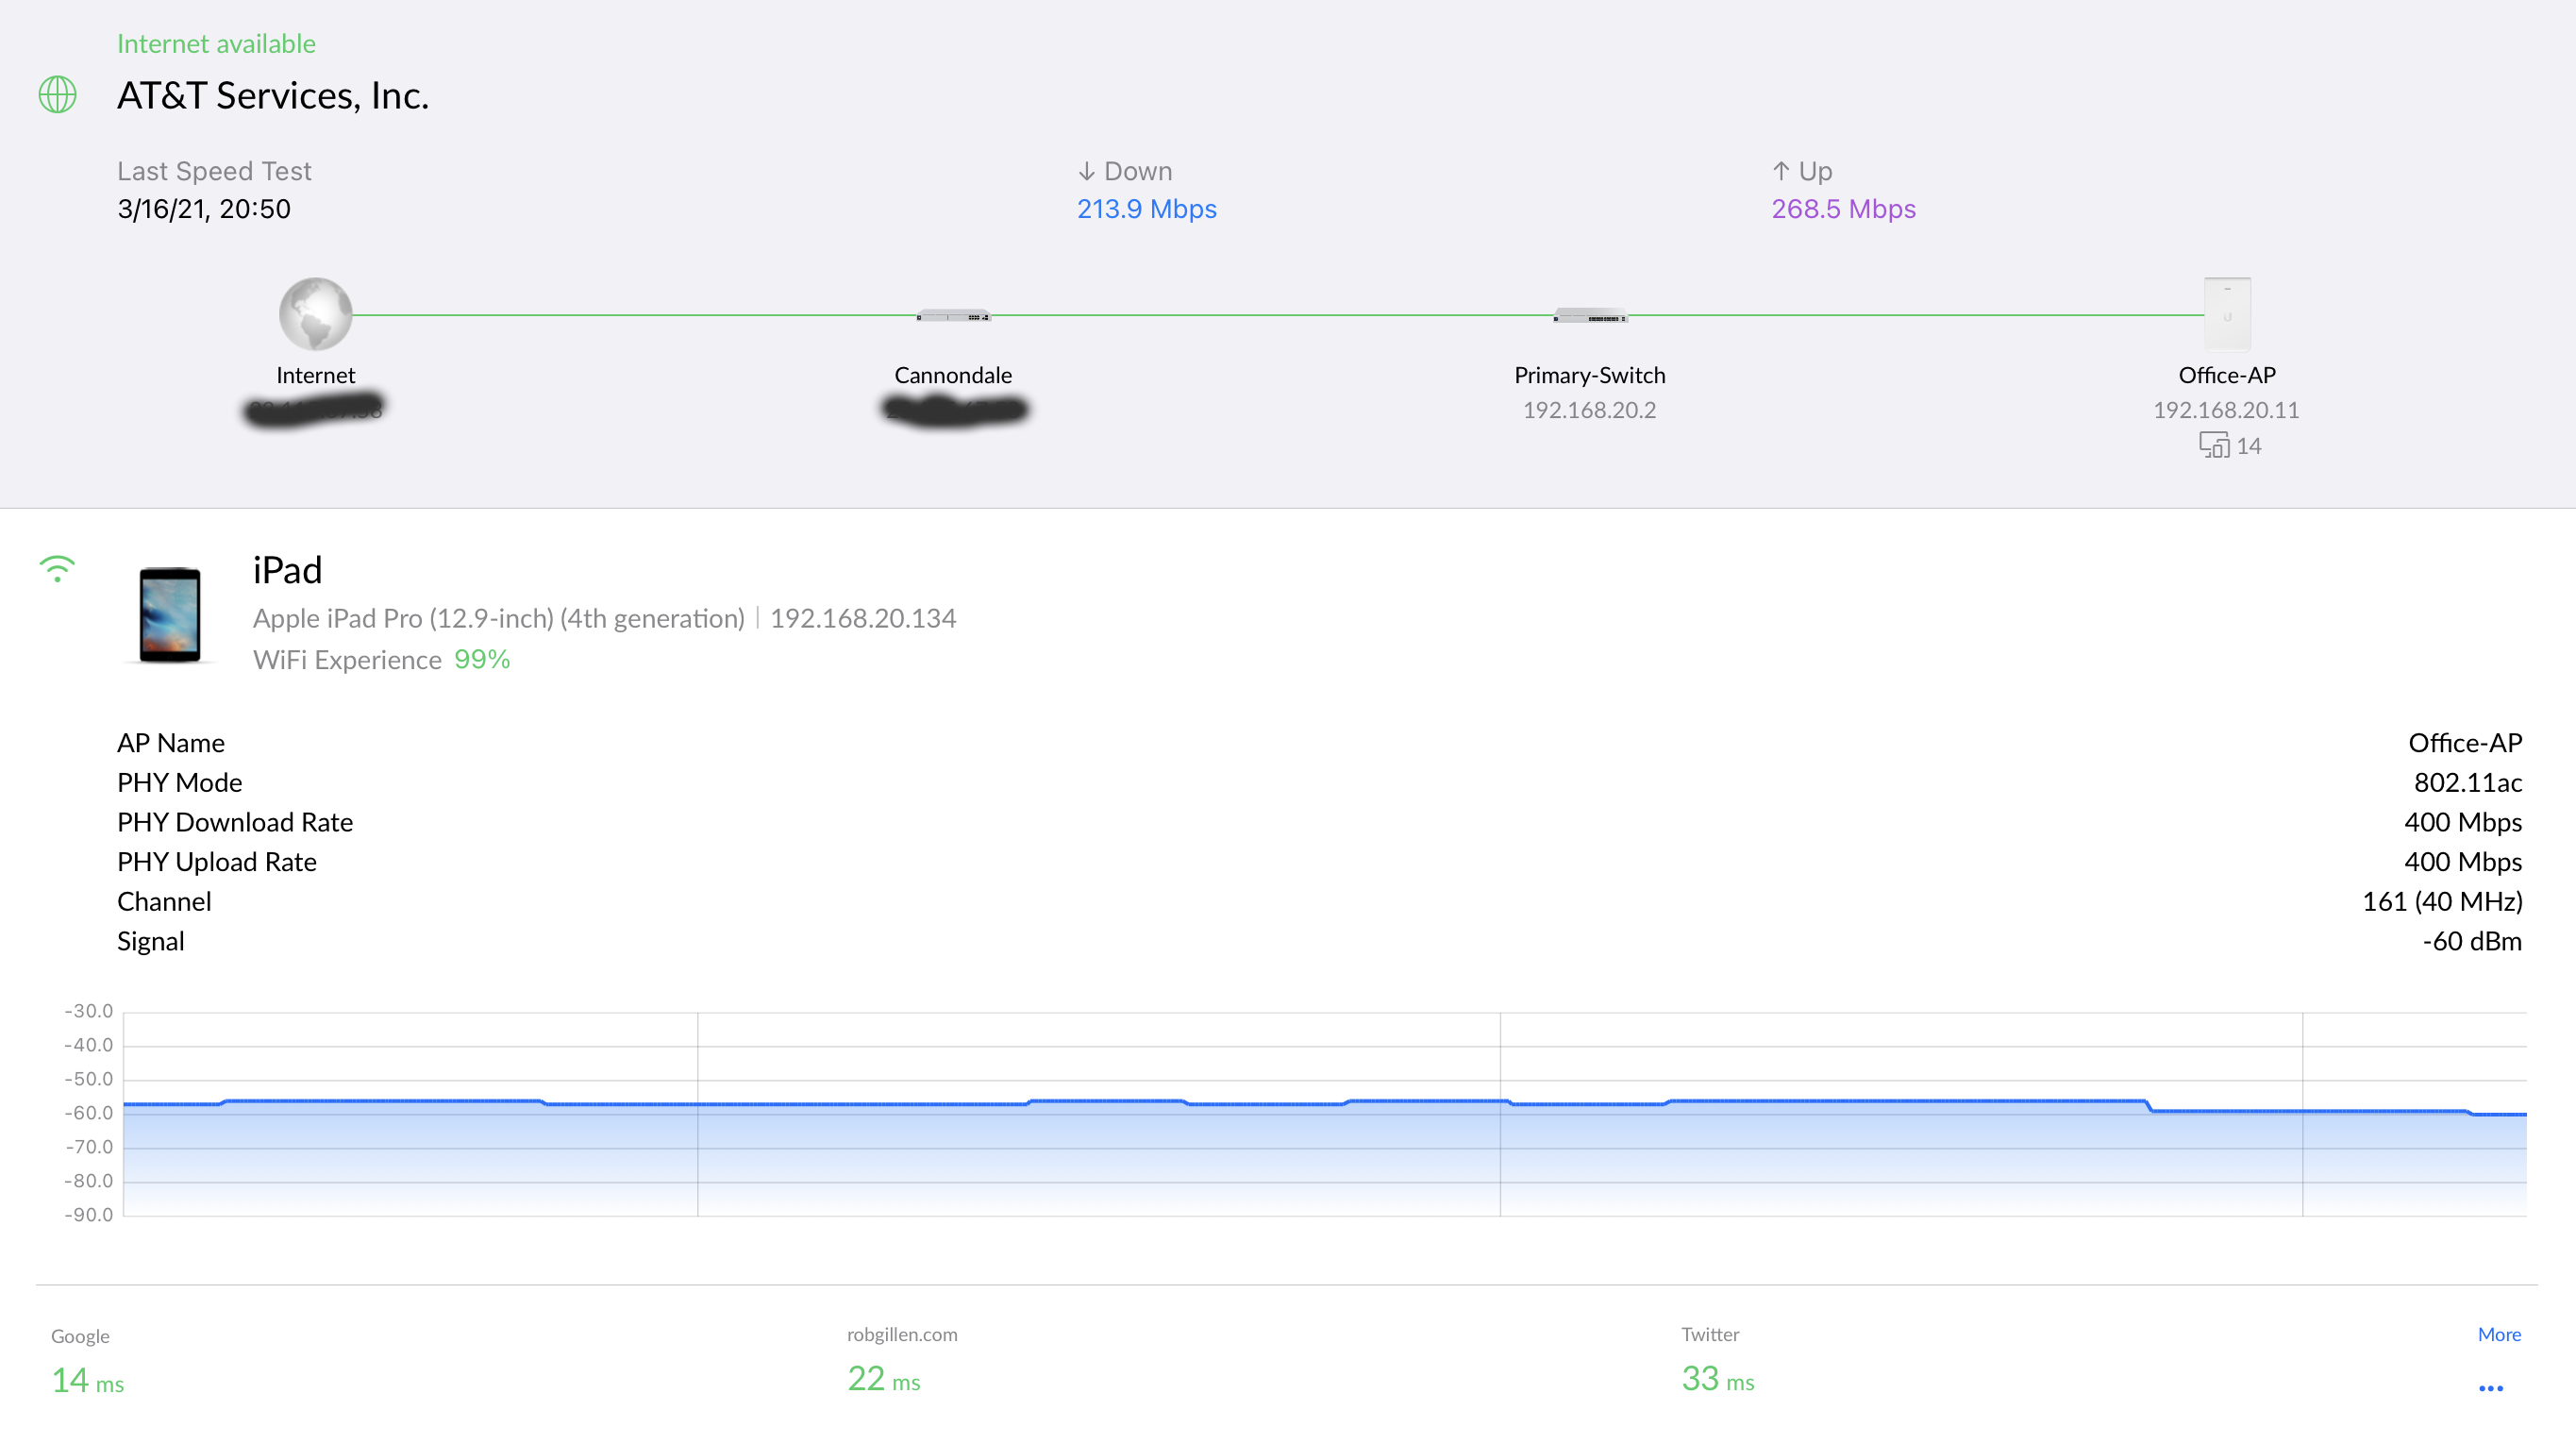 Internet available
AT&T Services, Inc.
Last Speed Test
↓ Down
↑ Up
3/16/21, 20:50
213.9 Mbps
268.5 Mbps
Internet
Cannondale
Primary-Switch
Office-AP
192.168.20.2
192.168.20.11
14
iPad
Apple iPad Pro (12.9-inch) (4th generation) | 192.168.20.134
WiFi Experience 99%
AP Name Office-AP
PHY Mode 802.11ac
PHY Download Rate 400 Mbps
PHY Upload Rate 400 Mbps
Channel 161 (40 MHz)
Signal -60 dBm
-30.0
-40.0
-50.0
-60.0
-70.0
-80.0
-90.0
Google
robgillen.com
Twitter
More
14 ms
22 ms
33 ms
...